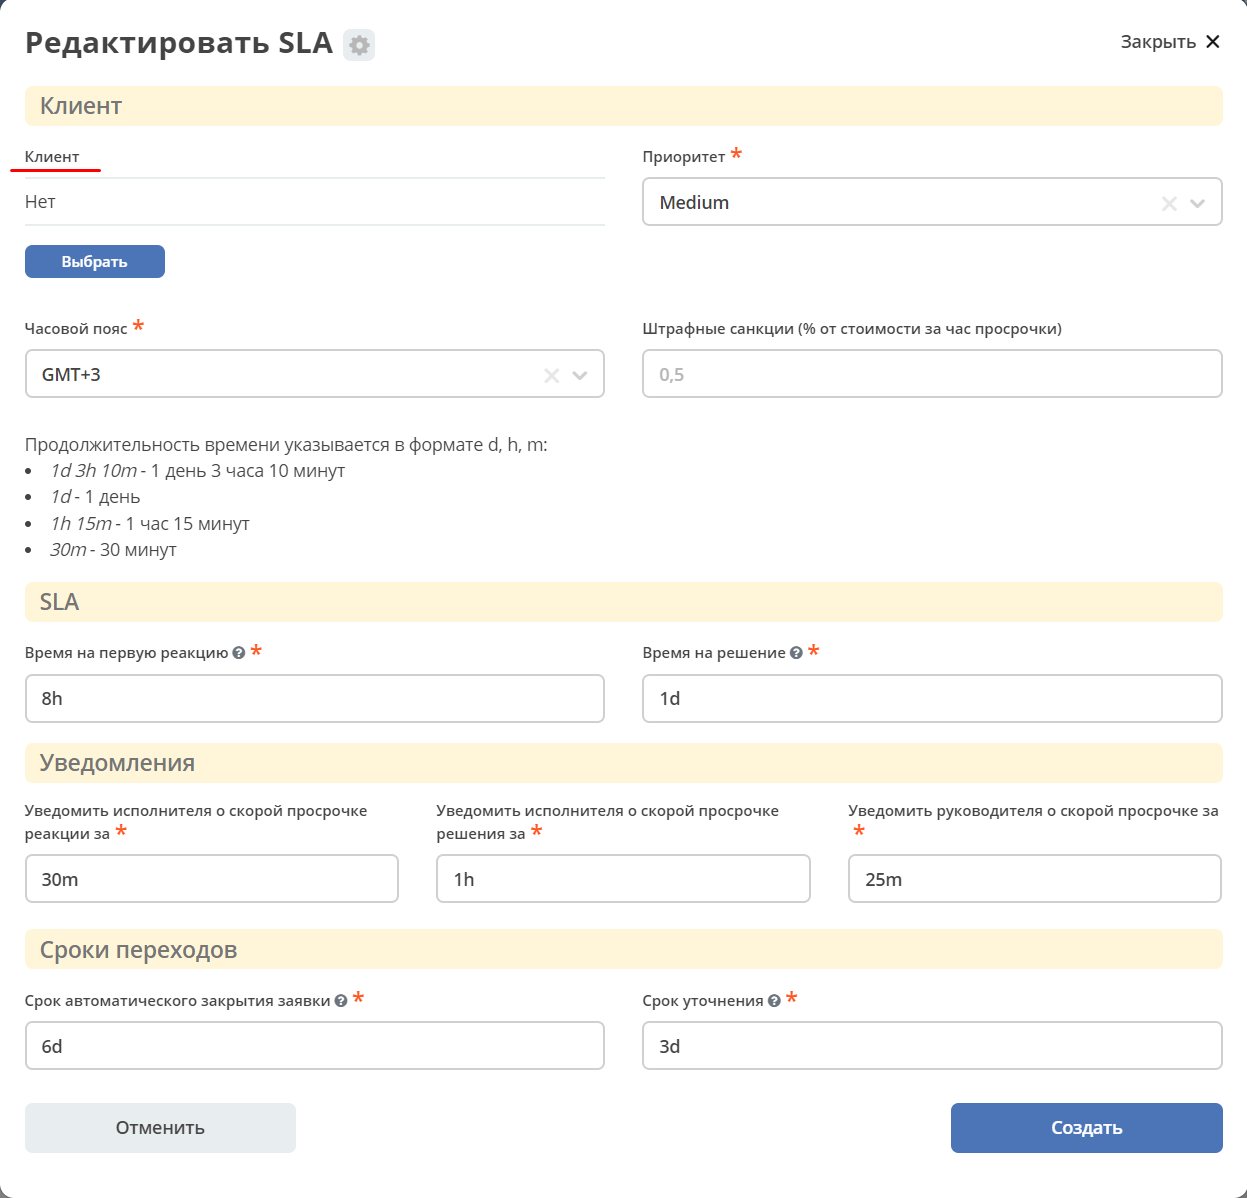 Редактировать SLA
Закрыть
Клиент
Клиент
Нет
Выбрать
Приоритет *
Medium
Часовой пояс *
GMT+3
Штрафные санкции (% от стоимости за час просрочки)
0,5
Продолжительность времени указывается в формате d, h, m:
• 1d 3h 10m - 1 день 3 часа 10 минут
• 1d - 1 день
• 1h 15m - 1 час 15 минут
• 30m - 30 минут
SLA
Время на первую реакцию ? *
8h
Время на решение ? *
1d
Уведомления
Уведомить исполнителя о скорой просрочке
реакции за *
30m
Уведомить исполнителя о скорой просрочке
решения за *
1h
Уведомить руководителя о скорой просрочке за
*
25m
Сроки переходов
Срок автоматического закрытия заявки ? *
6d
Срок уточнения ? *
3d
Отменить
Создать